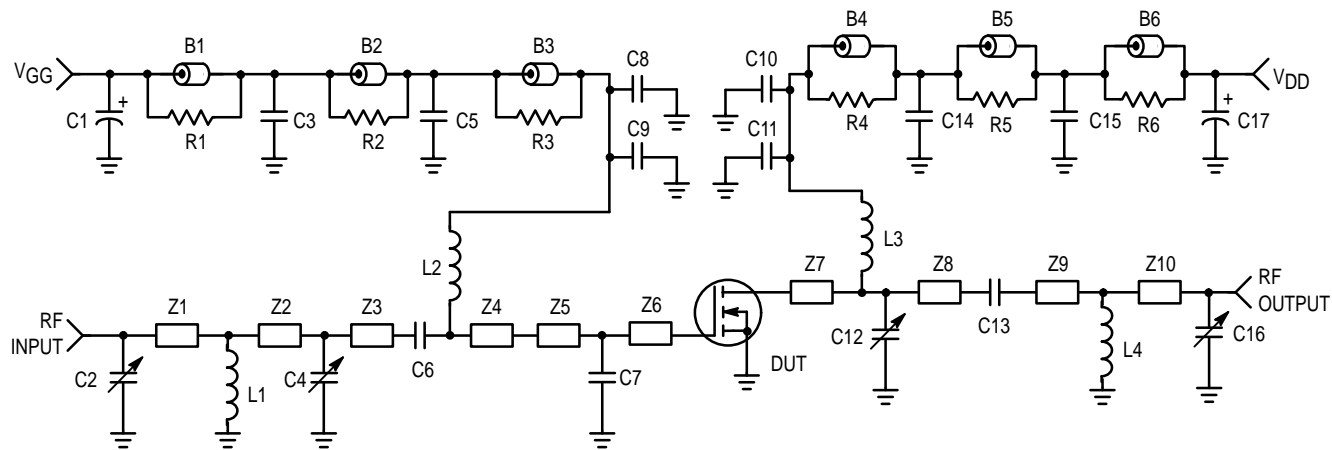 B1 B2 B3 C8 C10 B4 B5 B6
VGG VDD
+ +
C1 C3 C5 C9 C11 C14 C15 C17
R1 R2 R3 R4 R5 R6
L2 L3
Z1 Z2 Z3 Z4 Z5 Z6 Z7 Z8 Z9 Z10
RF
INPUT
RF
OUTPUT
C2 L1 C4 C6 C7 DUT C12 C13 L4 C16